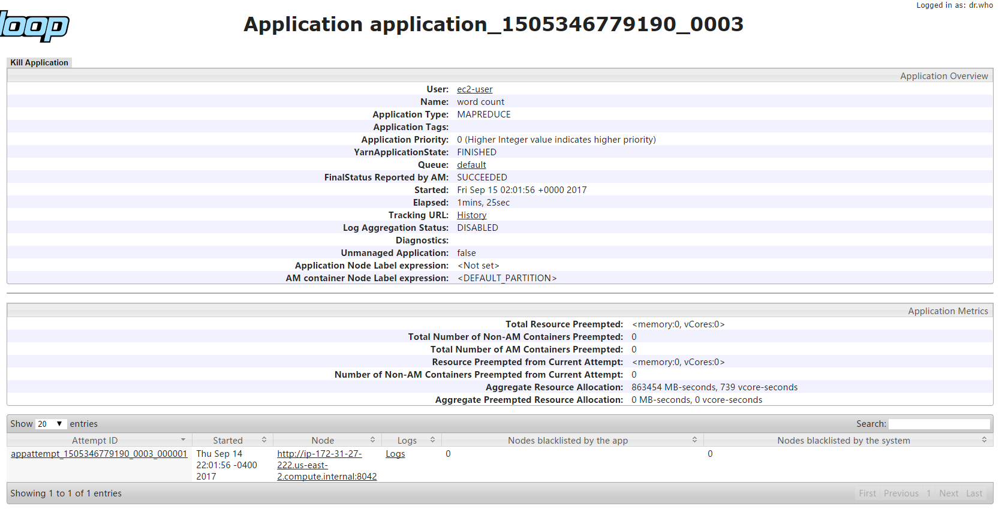 Logged in as: dr.who
loop
Application application_1505346779190_0003
Kill Application
Application Overview
User: ec2-user
Name: word count
Application Type: MAPREDUCE
Application Tags:
Application Priority: 0 (Higher Integer value indicates higher priority)
YarnApplicationState: FINISHED
Queue: default
FinalStatus Reported by AM: SUCCEEDED
Started: Fri Sep 15 02:01:56 +0000 2017
Elapsed: 1mins, 25sec
Tracking URL: History
Log Aggregation Status: DISABLED
Diagnostics:
Unmanaged Application: false
Application Node Label expression: <Not set>
AM container Node Label expression: <DEFAULT_PARTITION>
Application Metrics
Total Resource Preempted: <memory:0, vCores:0>
Total Number of Non-AM Containers Preempted: 0
Total Number of AM Containers Preempted: 0
Resource Preempted from Current Attempt: <memory:0, vCores:0>
Number of Non-AM Containers Preempted from Current Attempt: 0
Aggregate Resource Allocation: 863454 MB-seconds, 739 vcore-seconds
Aggregate Preempted Resource Allocation: 0 MB-seconds, 0 vcore-seconds
Show 20 entries Search:
Attempt ID Started Node Logs Nodes blacklisted by the app Nodes blacklisted by the system
appattempt_1505346779190_0003_000001 Thu Sep 14 http://ip-172-31-27- Logs 0 0
22:01:56 -0400 222.us-east-
2017 2.compute.internal:8042
Showing 1 to 1 of 1 entries First Previous 1 Next Last